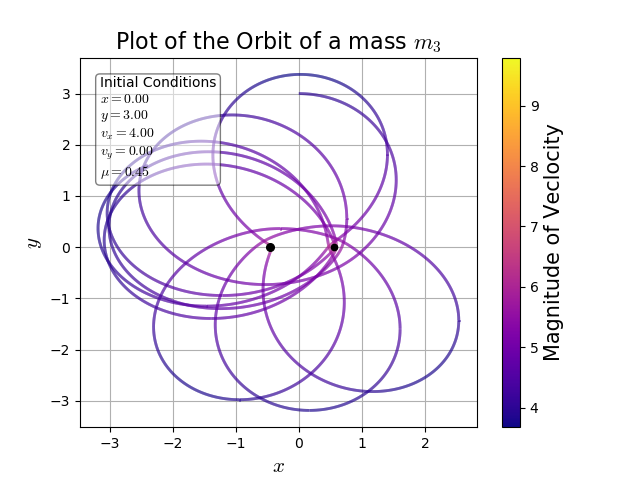 Plot of the Orbit of a mass m₃
Initial Conditions
x = 0.00
y = 3.00
vₓ = 4.00
v_y = 0.00
μ = 0.45
3
2
1
0
−1
−2
−3
y
−3
−2
−1
0
1
2
x
9
8
7
6
5
4
Magnitude of Veclocity